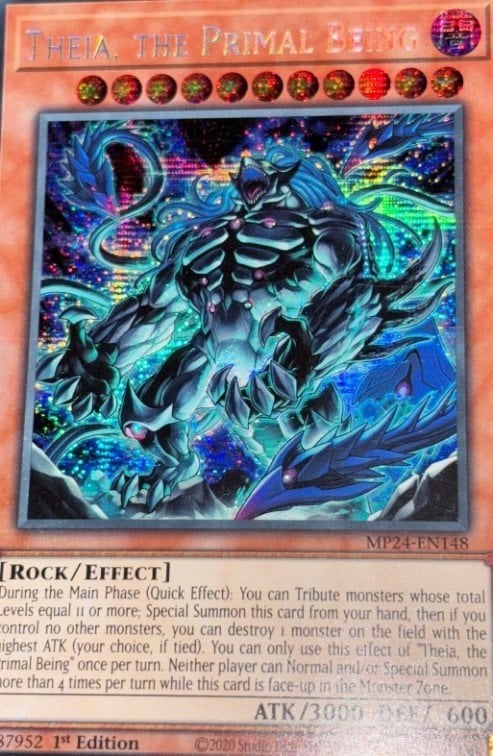 THEIA, THE PRIMAL BEING
闇
MP24-EN148
[ROCK/EFFECT]
During the Main Phase (Quick Effect): You can Tribute monsters whose total
Levels equal 11 or more; Special Summon this card from your hand, then if you
control no other monsters, you can destroy 1 monster on the field with the
highest ATK (your choice, if tied). You can only use this effect of "Theia, the
Primal Being" once per turn. Neither player can Normal and/or Special Summon
more than 4 times per turn while this card is face-up in the Monster Zone.
ATK/3000 DEF/ 600
87952 1st Edition
©2020 Studio